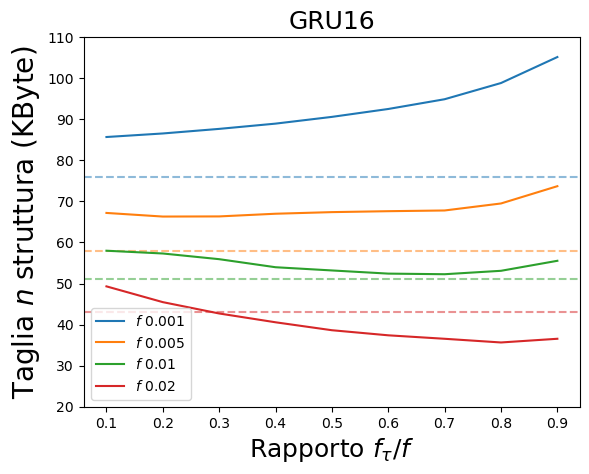 GRU16
Taglia n struttura (KByte)
110
100
90
80
70
60
50
40
30
20
f 0.001
f 0.005
f 0.01
f 0.02
0.1 0.2 0.3 0.4 0.5 0.6 0.7 0.8 0.9
Rapporto fτ/f